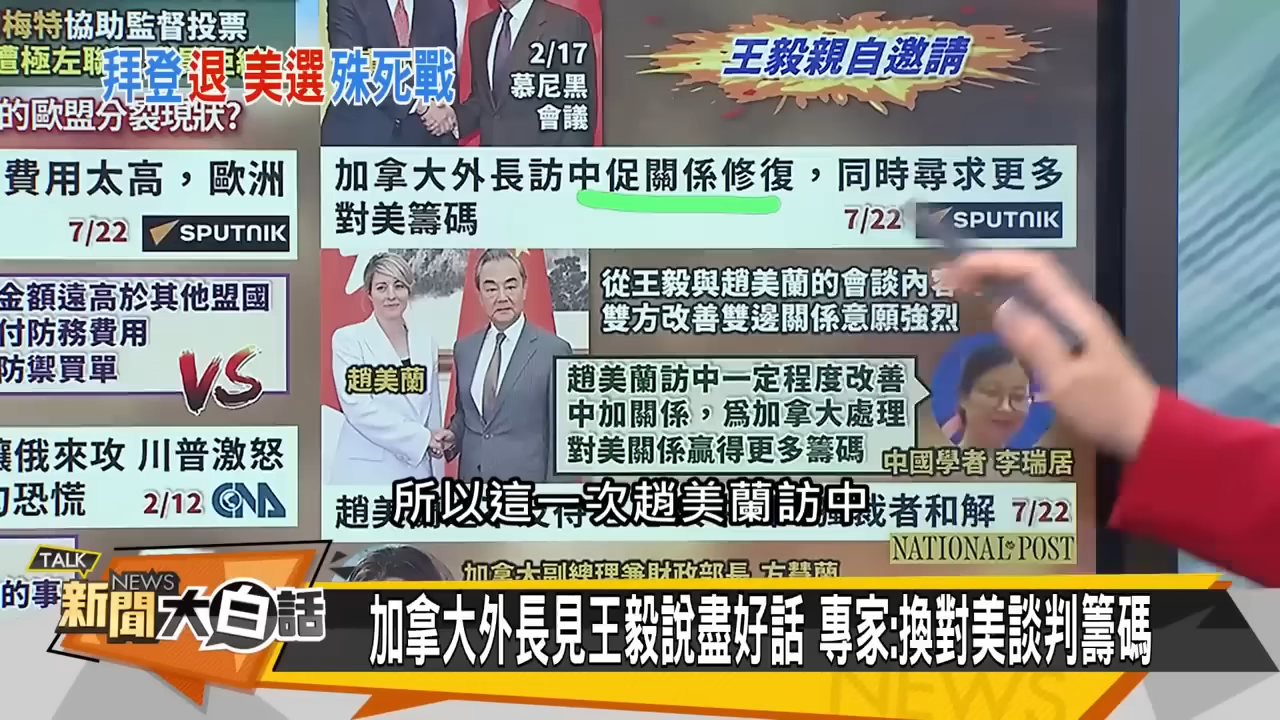 梅特協助監督投票
遭極左聯
拜登退 美選殊死戰
的歐盟分裂現狀?
費用太高，歐洲
7/22 SPUTNIK
金額遠高於其他盟國
付防務費用
防禦買單
VS
讓俄來攻 川普激怒
恐慌 2/12 CNA
的事
2/17
慕尼黑
會議
王毅親自邀請
加拿大外長訪中促關係修復，同時尋求更多
對美籌碼 7/22 SPUTNIK
從王毅與趙美蘭的會談內容
雙方改善雙邊關係意願強烈
趙美蘭
趙美蘭訪中一定程度改善
中加關係，為加拿大處理
對美關係贏得更多籌碼
中國學者 李瑞居
趙美 裁者和解 7/22
NATIONAL POST
所以這一次趙美蘭訪中
加拿大副總理兼財政部長 方慧蘭
TALK NEWS
新聞大白話
加拿大外長見王毅說盡好話 專家:換對美談判籌碼
NEWS